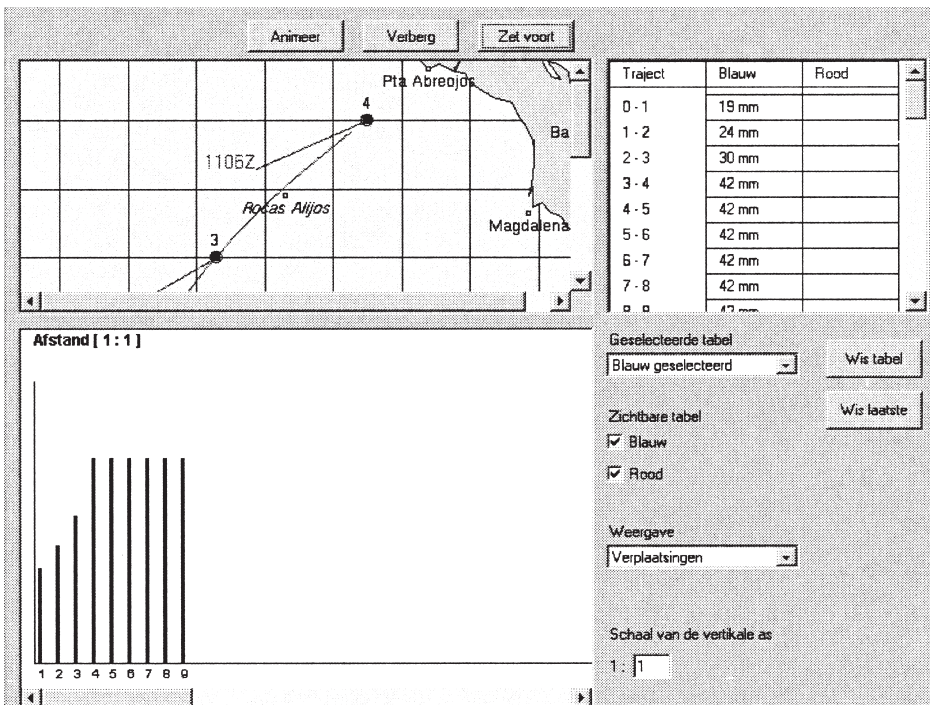 Animeer Verberg Zet voort
Pta Abreojos
4
Ba
1106Z
Rocas Alijos
Magdalena
3
Traject Blauw Rood
0 - 1 19 mm
1 - 2 24 mm
2 - 3 30 mm
3 - 4 42 mm
4 - 5 42 mm
5 - 6 42 mm
6 - 7 42 mm
7 - 8 42 mm
Afstand [ 1 : 1 ]
1 2 3 4 5 6 7 8 9
Geselecteerde tabel
Blauw geselecteerd
Wis tabel
Wis laatste
Zichtbare tabel
Blauw
Rood
Weergave
Verplaatsingen
Schaal van de vertikale as
1 : 1